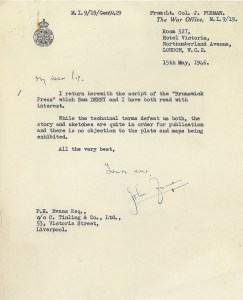 M.I.9/19/Gen/9429
From:Lt. Col. J. FURMAN.
The War Office, M.I.9/19.
Room 327,
Hotel Victoria,
Northumberland Avenue,
LONDON, W.C.2.
15th May, 1946.
My dear
I return herewith the script of the "Brunswick
Press" which Sam DERRY and I have both read with
interest.
While the technical terms defeat us both, the
story and sketches are quite in order for publication
and there is no objection to the plate and maps being
exhibited.
All the very best,
Yours ever,
John Furman
P.R. Evans Esq.,
c/o C. Tinling & Co., Ltd.,
53, Victoria Street,
Liverpool.